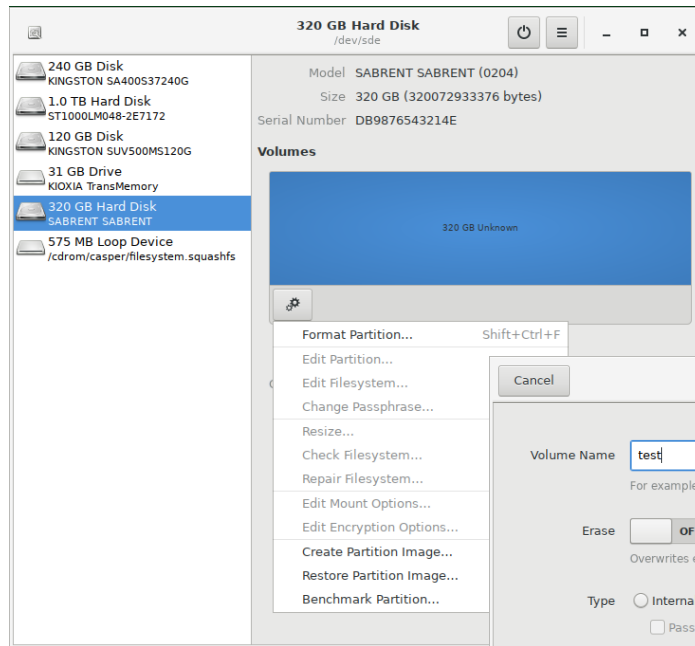 320 GB Hard Disk
/dev/sde
240 GB Disk
KINGSTON SA400S37240G
1.0 TB Hard Disk
ST1000LM048-2E7172
120 GB Disk
KINGSTON SUV500MS120G
31 GB Drive
KIOXIA TransMemory
320 GB Hard Disk
SABRENT SABRENT
575 MB Loop Device
/cdrom/casper/filesystem.squashfs
Model SABRENT SABRENT (0204)
Size 320 GB (320072933376 bytes)
Serial Number DB9876543214E
Volumes
320 GB Unknown
Format Partition... Shift+Ctrl+F
Edit Partition...
Edit Filesystem...
Change Passphrase...
Resize...
Check Filesystem...
Repair Filesystem...
Edit Mount Options...
Edit Encryption Options...
Create Partition Image...
Restore Partition Image...
Benchmark Partition...
Cancel
Volume Name test
For example
Erase OF
Overwrites e
Type Interna
Pass